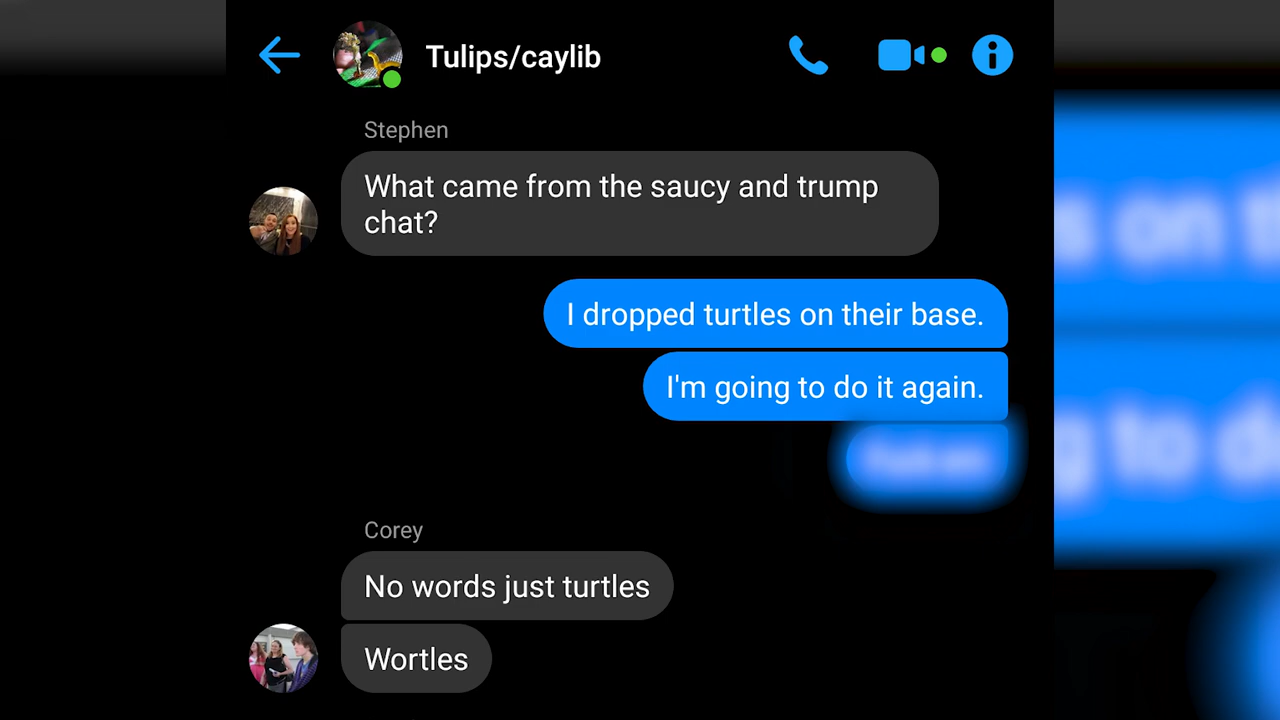 Tulips/caylib
Stephen
What came from the saucy and trump
chat?
I dropped turtles on their base.
I'm going to do it again.
Corey
No words just turtles
Wortles